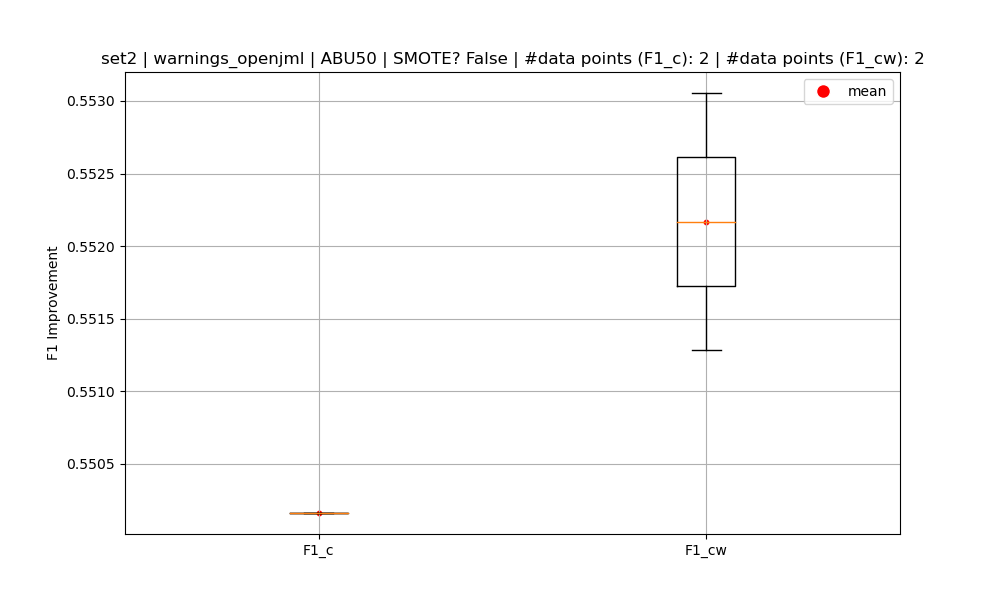 set2 | warnings_openjml | ABU50 | SMOTE? False | #data points (F1_c): 2 | #data points (F1_cw): 2
mean
0.5530
0.5525
0.5520
0.5515
0.5510
0.5505
F1 Improvement
F1_c
F1_cw